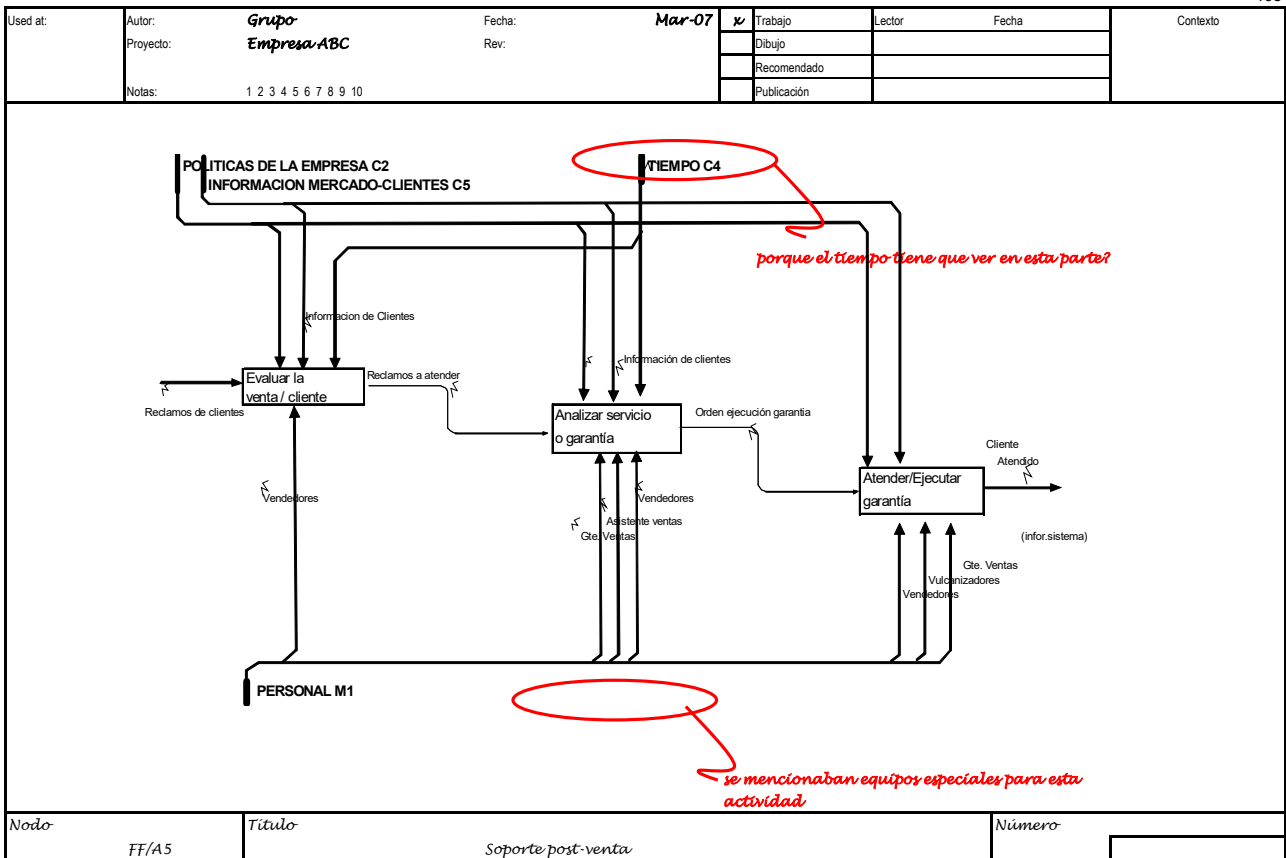 Used at:
Autor:
Grupo
Fecha:
Mar-07
x
Trabajo
Lector
Fecha
Contexto
Proyecto:
Empresa ABC
Rev:
Dibujo
Recomendado
Notas:
1 2 3 4 5 6 7 8 9 10
Publicación
POLITICAS DE LA EMPRESA C2
TIEMPO C4
INFORMACION MERCADO-CLIENTES C5
porque el tiempo tiene que ver en esta parte?
Informacion de Clientes
Información de clientes
Evaluar la
venta / cliente
Reclamos a atender
Reclamos de clientes
Analizar servicio
o garantía
Orden ejecución garantia
Cliente
Atendido
Atender/Ejecutar
garantía
Vendedores
Vendedores
Asistente ventas
Gte. Ventas
(infor.sistema)
Gte. Ventas
Vulcanizadores
Vendedores
PERSONAL M1
se mencionaban equipos especiales para esta
actividad
Nodo
Título
Número
FF/A5
Soporte post-venta